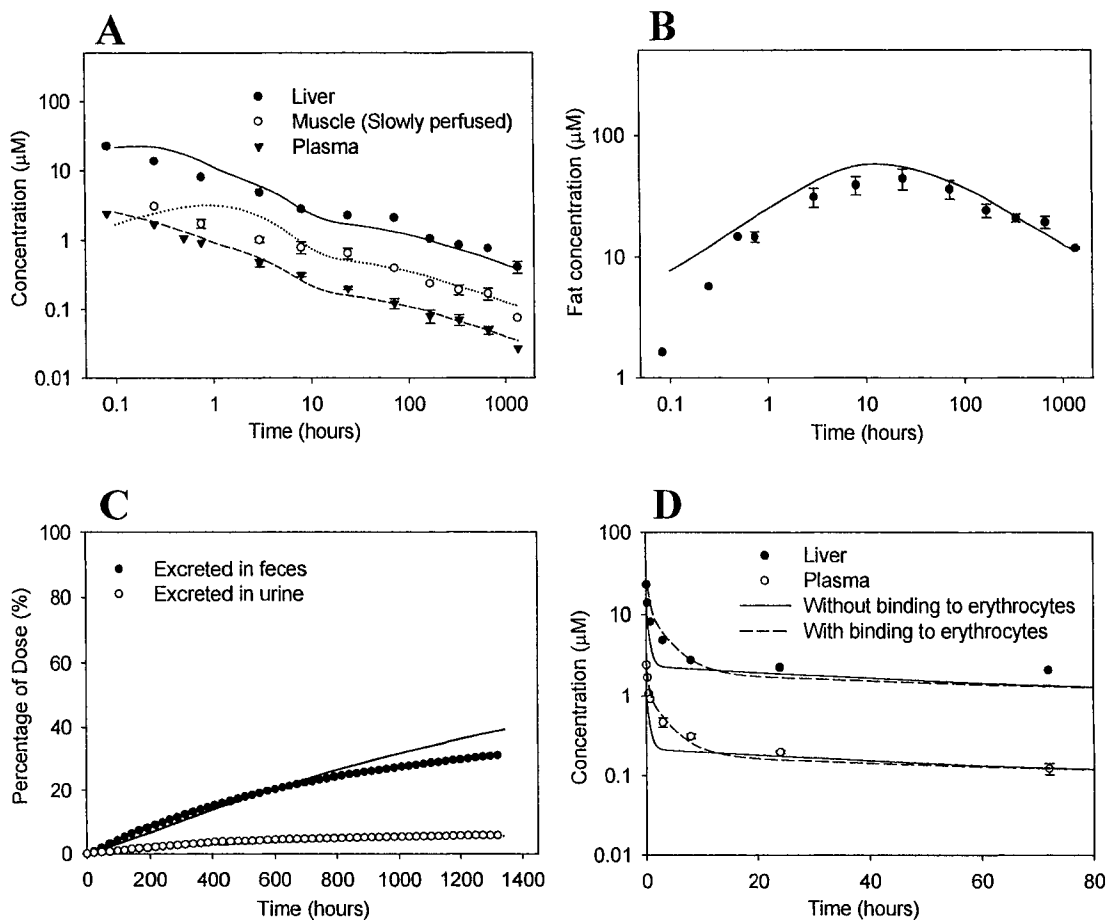 A
Concentration (µM)
100
10
1
0.1
0.01
Liver
Muscle (Slowly perfused)
Plasma
0.1 1 10 100 1000
Time (hours)
B
Fat concentration (µM)
100
10
1
0.1 1 10 100 1000
Time (hours)
C
Percentage of Dose (%)
100
80
60
40
20
0
Excreted in feces
Excreted in urine
0 200 400 600 800 1000 1200 1400
Time (hours)
D
Concentration (µM)
100
10
1
0.1
0.01
Liver
Plasma
Without binding to erythrocytes
With binding to erythrocytes
0 20 40 60 80
Time (hours)